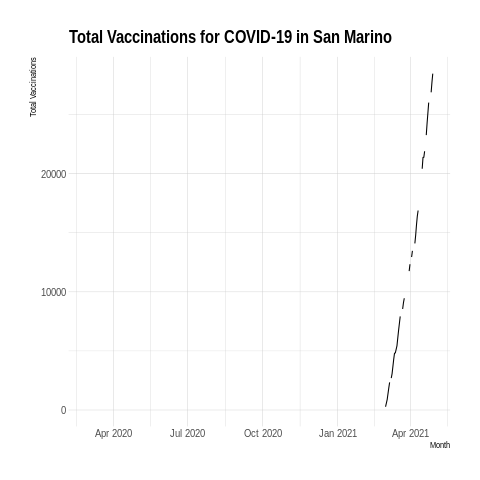 Total Vaccinations for COVID-19 in San Marino
Total Vaccinations
20000
10000
0
Apr 2020 Jul 2020 Oct 2020 Jan 2021 Apr 2021
Month